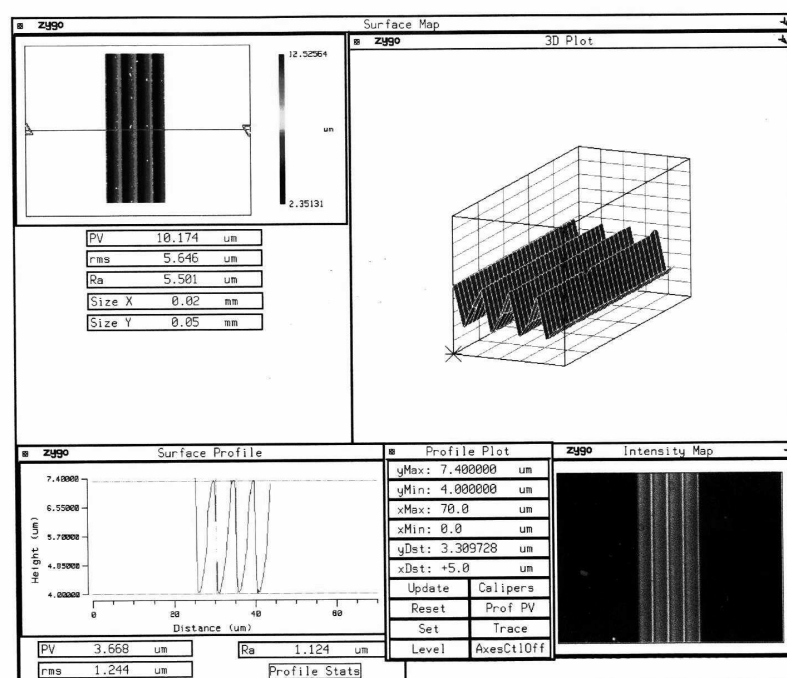 zygo Surface Map
12.52564
um
2.35131
PV 10.174 um
rms 5.646 um
Ra 5.501 um
Size X 0.02 mm
Size Y 0.05 mm
zygo 3D Plot
zygo Surface Profile
7.40000
6.55000
5.70000
4.85000
4.00000
Height (um)
0 20 40 60
Distance (um)
PV 3.668 um
rms 1.244 um
Ra 1.124 um
Profile Stats
Profile Plot
yMax: 7.400000 um
yMin: 4.000000 um
xMax: 70.0 um
xMin: 0.0 um
yDst: 3.309728 um
xDst: +5.0 um
Update Calipers
Reset Prof PV
Set Trace
Level AxesCtlOff
zygo Intensity Map